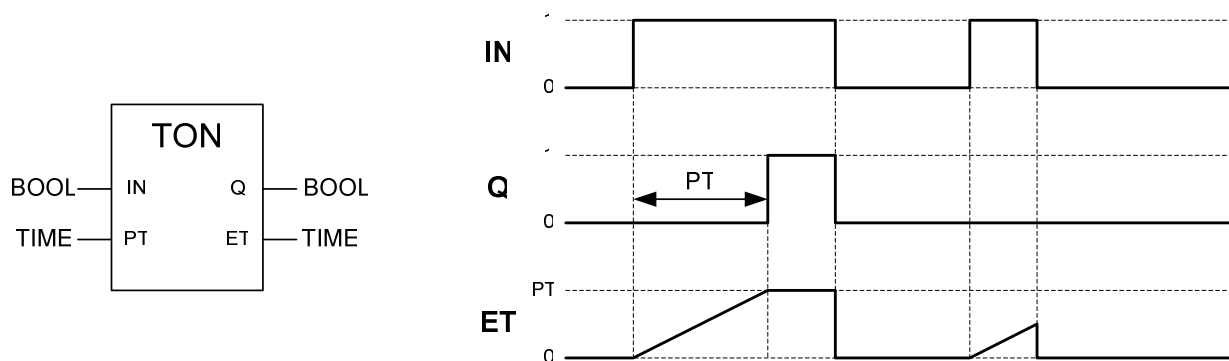 TON
BOOL IN Q BOOL
TIME PT ET TIME
IN
0
Q
PT
0
PT
ET
0